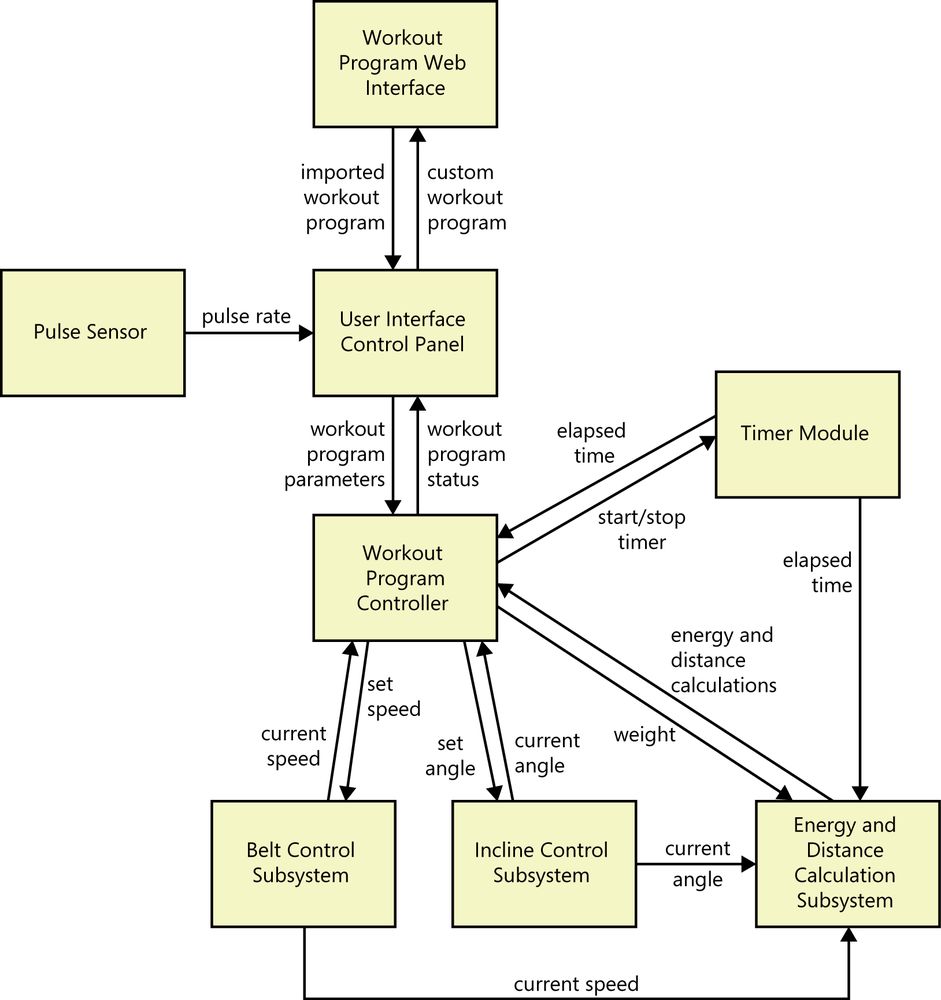 Workout
Program Web
Interface
imported
workout
program
custom
workout
program
Pulse Sensor
pulse rate
User Interface
Control Panel
workout
program
parameters
workout
program
status
elapsed
time
Timer Module
start/stop
timer
Workout
Program
Controller
elapsed
time
energy and
distance
calculations
set
speed
current
speed
set
angle
current
angle
weight
Belt Control
Subsystem
Incline Control
Subsystem
current
angle
Energy and
Distance
Calculation
Subsystem
current speed